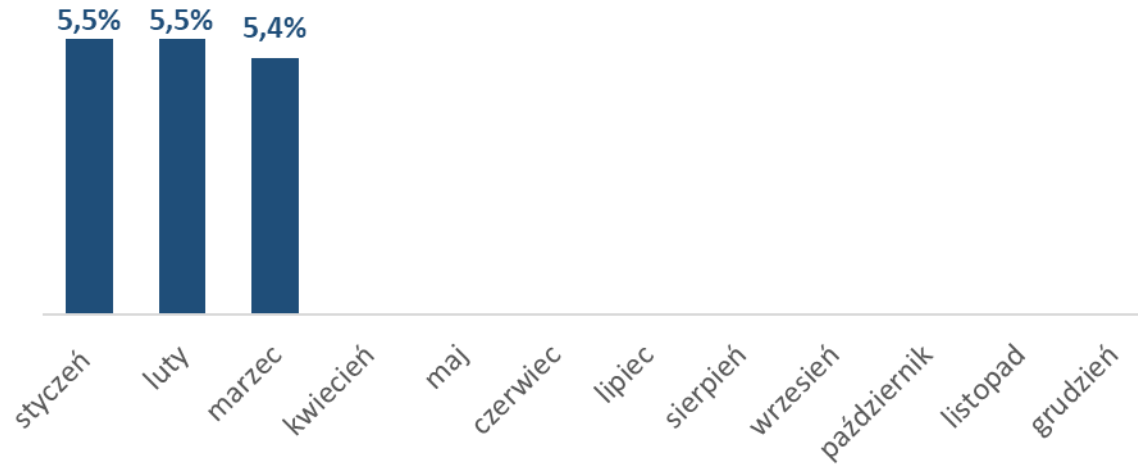 5,5%
5,5%
5,4%
styczeń
luty
marzec
kwiecień
maj
czerwiec
lipiec
sierpień
wrzesień
październik
listopad
grudzień